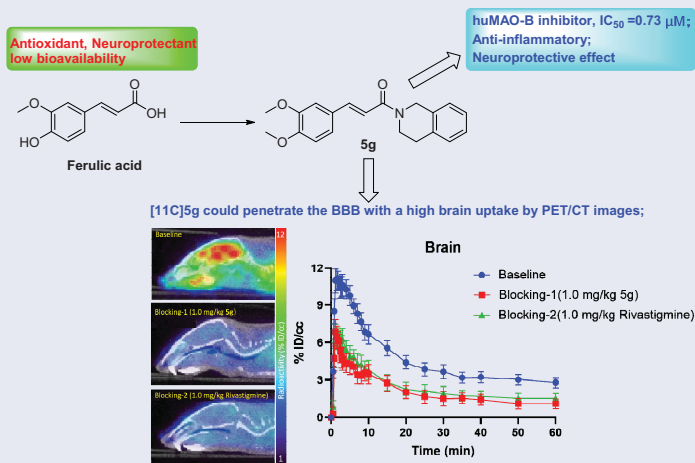 Antioxidant, Neuroprotectant
low bioavailability
huMAO-B inhibitor, IC50 =0.73 μM;
Anti-inflammatory;
Neuroprotective effect
O
O
OH
HO
Ferulic acid
O
O
O
N
5g
[11C]5g could penetrate the BBB with a high brain uptake by PET/CT images;
Baseline
Blocking-1 (1.0 mg/kg 5g)
Blocking-2 (1.0 mg/kg Rivastigmine)
12
Radioactivity (% ID/cc)
1
Brain
% ID/cc
12
9
6
3
0
0
10
20
30
40
50
60
Time (min)
Baseline
Blocking-1(1.0 mg/kg 5g)
Blocking-2(1.0 mg/kg Rivastigmine)